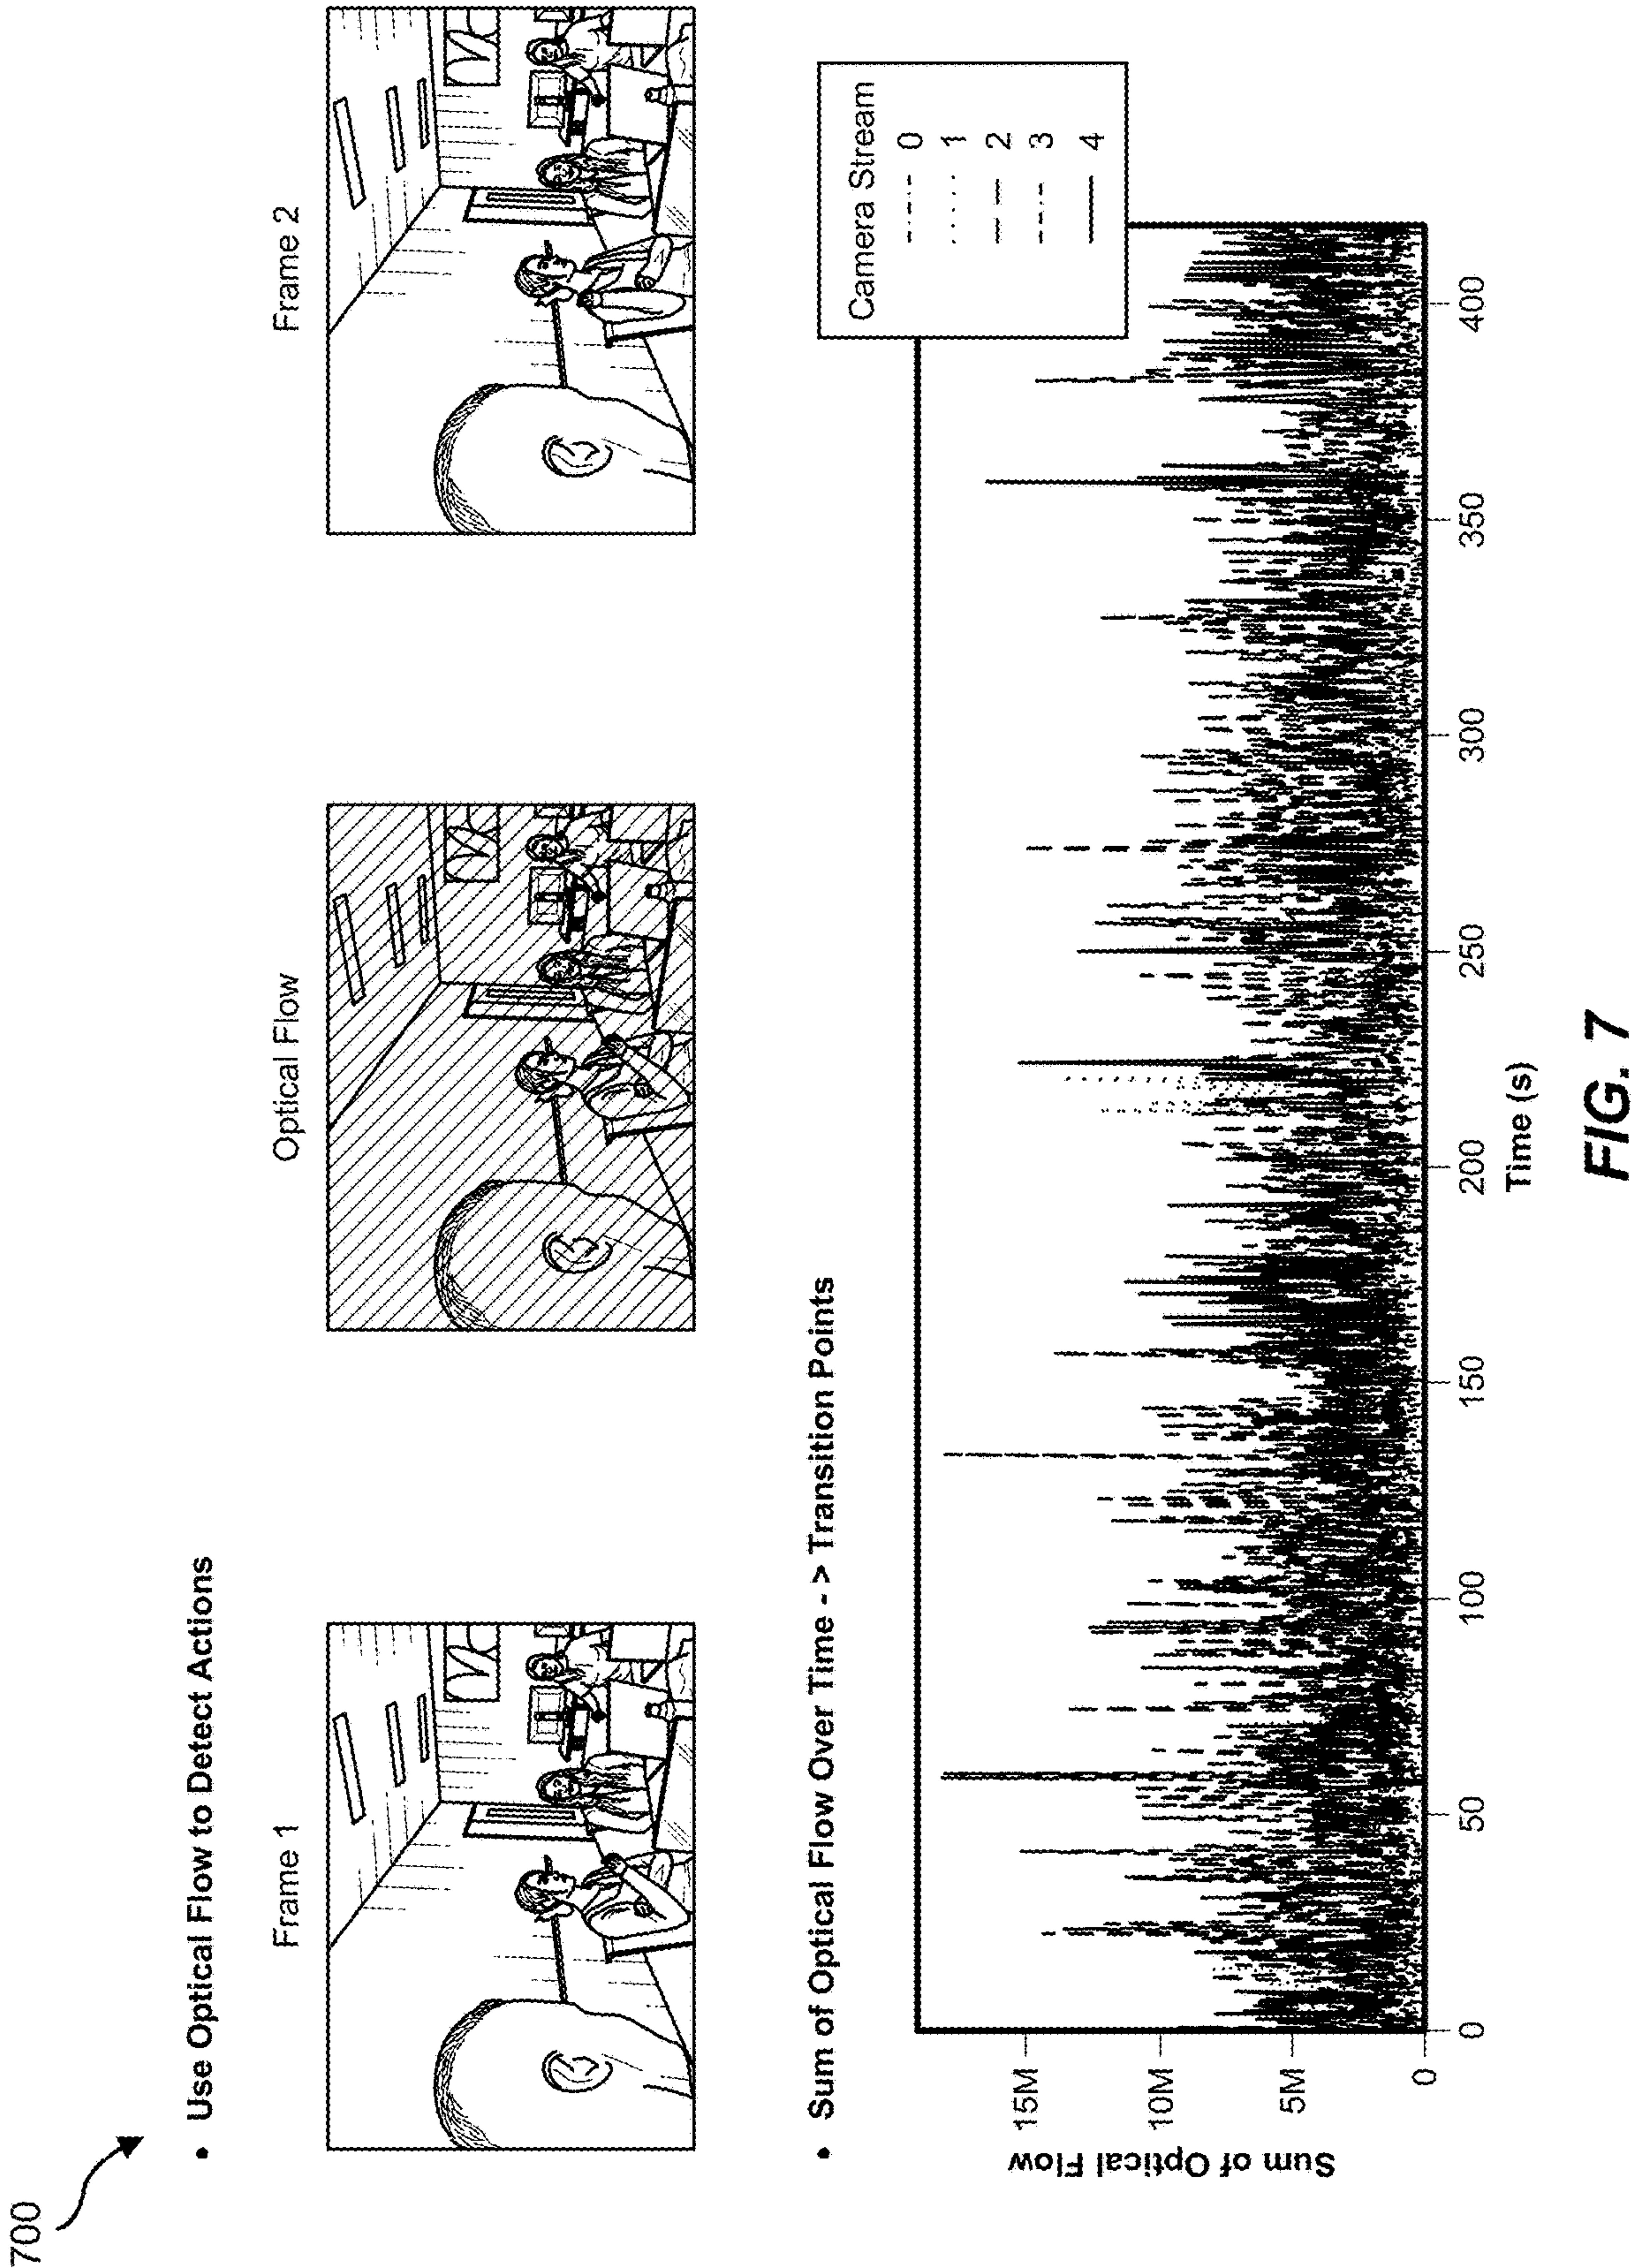 700
• Use Optical Flow to Detect Actions
Frame 1
Optical Flow
Frame 2
• Sum of Optical Flow Over Time - > Transition Points
Camera Stream
0
1
2
3
4
Sum of Optical Flow
15M
10M
5M
0
0
50
100
150
200
250
300
350
400
Time (s)
FIG. 7